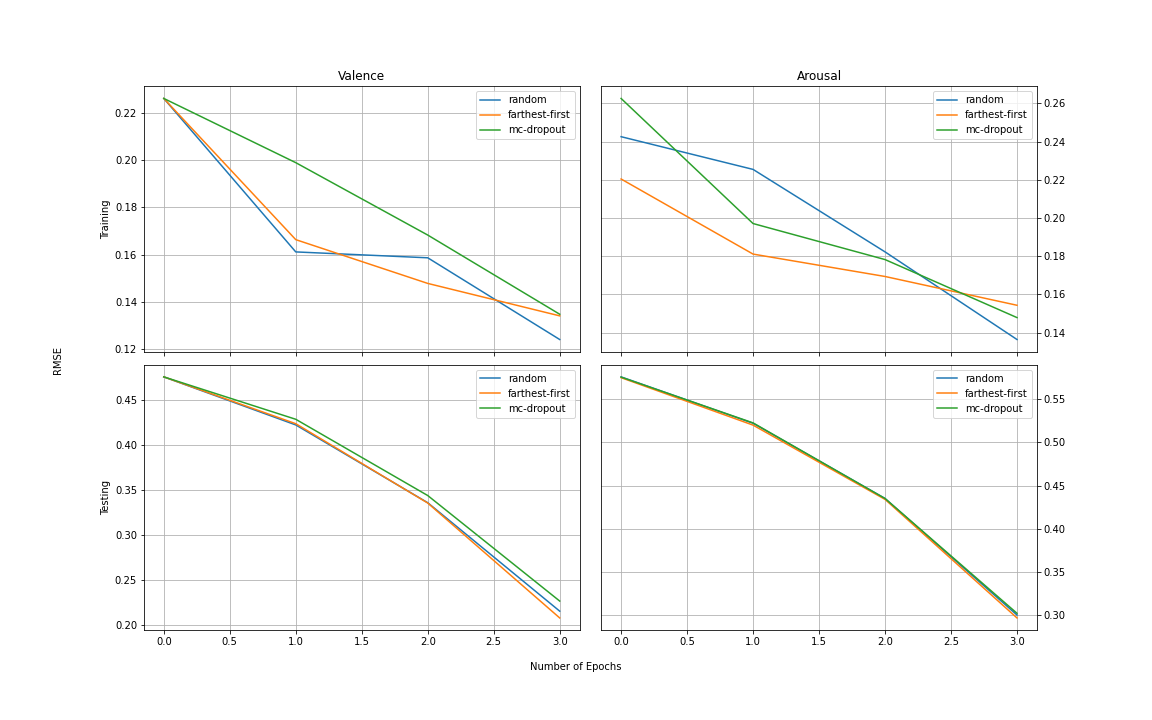 Valence
Arousal
random
farthest-first
mc-dropout
random
farthest-first
mc-dropout
0.22
0.20
0.18
0.16
0.14
0.12
Training
0.26
0.24
0.22
0.20
0.18
0.16
0.14
RMSE
random
farthest-first
mc-dropout
random
farthest-first
mc-dropout
0.45
0.40
0.35
0.30
0.25
0.20
Testing
0.55
0.50
0.45
0.40
0.35
0.30
0.0 0.5 1.0 1.5 2.0 2.5 3.0
0.0 0.5 1.0 1.5 2.0 2.5 3.0
Number of Epochs